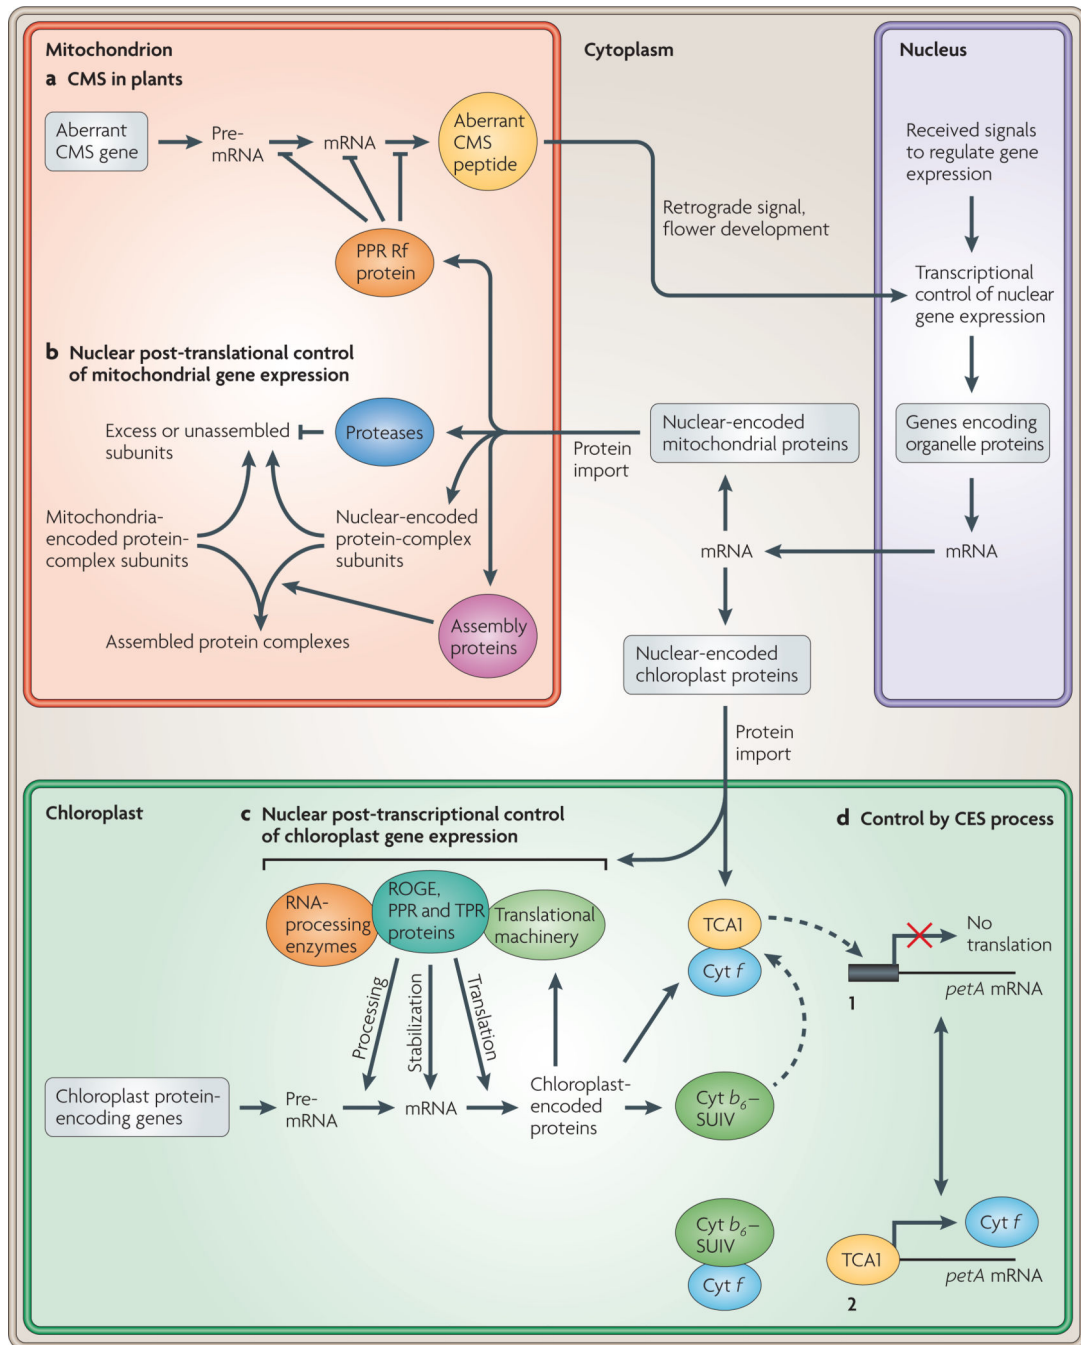 Mitochondrion
a CMS in plants
Aberrant
CMS gene
Pre-
mRNA
mRNA
Aberrant
CMS
peptide
PPR Rf
protein
b Nuclear post-translational control
of mitochondrial gene expression
Excess or unassembled
subunits
Proteases
Mitochondria-
encoded protein-
complex subunits
Nuclear-encoded
protein-complex
subunits
Assembled protein complexes
Assembly
proteins
Cytoplasm
Retrograde signal,
flower development
Protein
import
Nuclear-encoded
mitochondrial proteins
mRNA
Nuclear-encoded
chloroplast proteins
Protein
import
Nucleus
Received signals
to regulate gene
expression
Transcriptional
control of nuclear
gene expression
Genes encoding
organelle proteins
mRNA
Chloroplast
c Nuclear post-transcriptional control
of chloroplast gene expression
RNA-
processing
enzymes
ROGE,
PPR and TPR
proteins
Translational
machinery
Processing
Stabilization
Translation
Chloroplast protein-
encoding genes
Pre-
mRNA
mRNA
Chloroplast-
encoded
proteins
TCA1
Cyt f
Cyt b6–
SUIV
Cyt b6–
SUIV
Cyt f
d Control by CES process
No
translation
petA mRNA
1
Cyt f
TCA1
petA mRNA
2